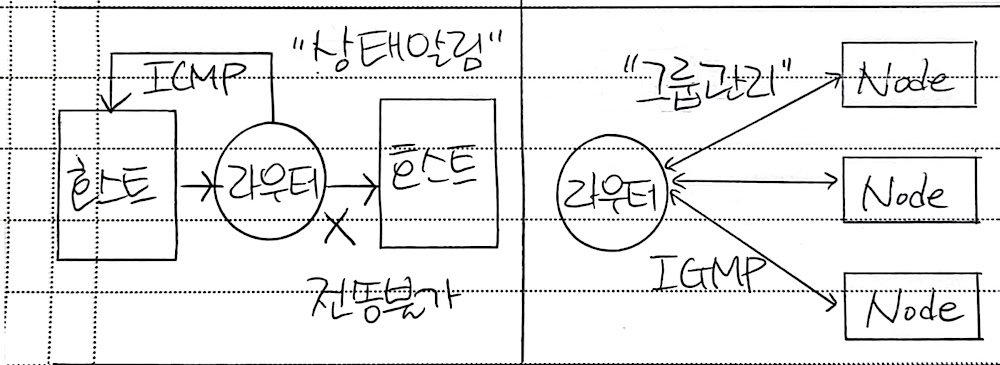 "상태알림"
ICMP
호스트
라우터
호스트
X
전송불가
"그룹관리"
Node
라우터
Node
IGMP
Node